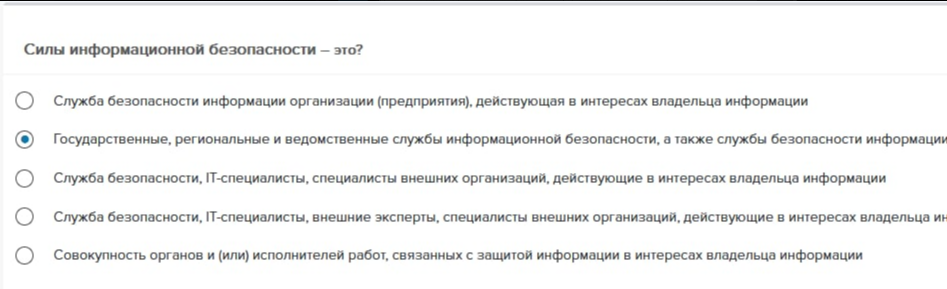 Силы информационной безопасности – это?
Служба безопасности информации организации (предприятия), действующая в интересах владельца информации
Государственные, региональные и ведомственные службы информационной безопасности, а также службы безопасности информации
Служба безопасности, IT-специалисты, специалисты внешних организаций, действующие в интересах владельца информации
Служба безопасности, IT-специалисты, внешние эксперты, специалисты внешних организаций, действующие в интересах владельца
Совокупность органов и (или) исполнителей работ, связанных с защитой информации в интересах владельца информации